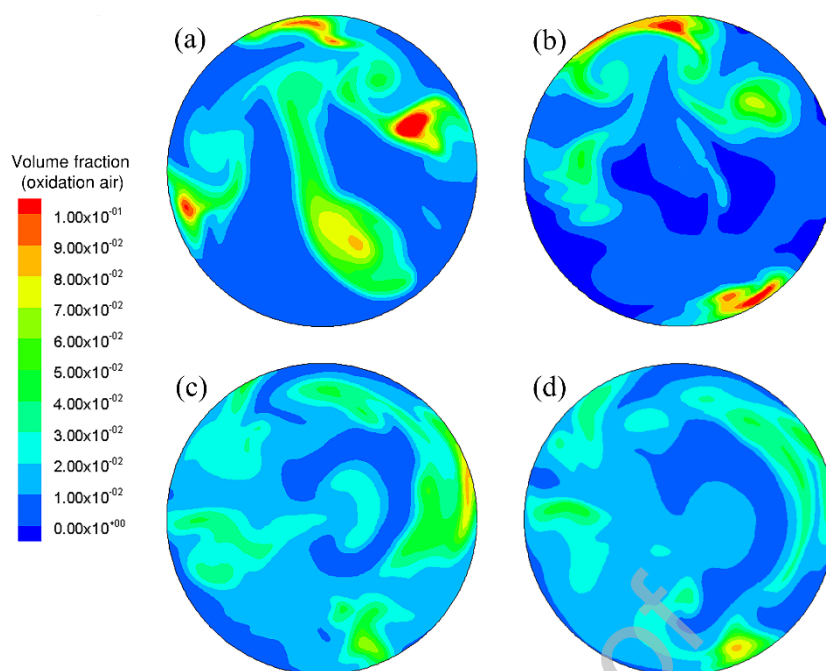 (a)
(b)
Volume fraction
(oxidation air)
1.00x10⁻⁰¹
9.00x10⁻⁰²
8.00x10⁻⁰²
7.00x10⁻⁰²
6.00x10⁻⁰²
5.00x10⁻⁰²
4.00x10⁻⁰²
3.00x10⁻⁰²
2.00x10⁻⁰²
1.00x10⁻⁰²
0.00x10⁺⁰⁰
(c)
(d)
of